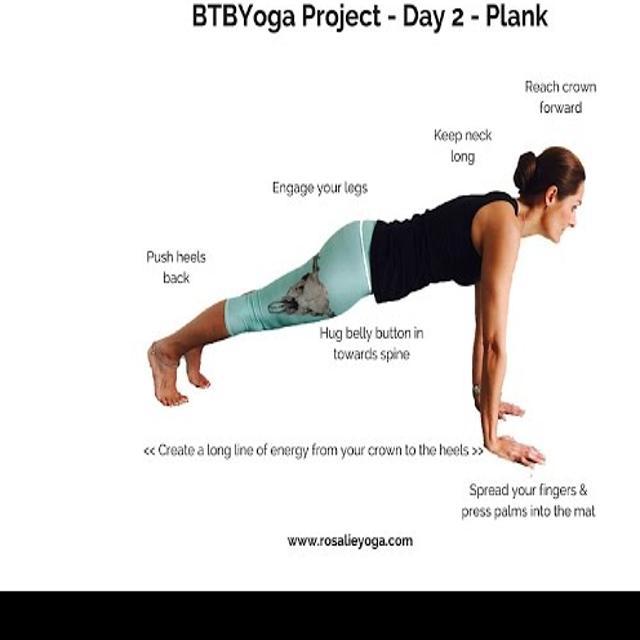 BTBYoga Project - Day 2 - Plank
Reach crown
forward
Keep neck
long
Engage your legs
Push heels
back
Hug belly button in
towards spine
<< Create a long line of energy from your crown to the heels >>
Spread your fingers &
press palms into the mat
www.rosalieyoga.com